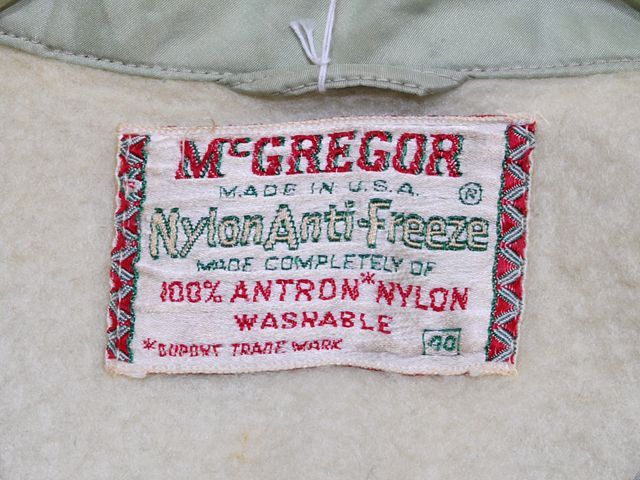 McGREGOR
MADE IN U.S.A. ®
Nylon Anti-Freeze
MADE COMPLETELY OF
100% ANTRON* NYLON
WASHABLE
*DUPONT TRADE MARK 40